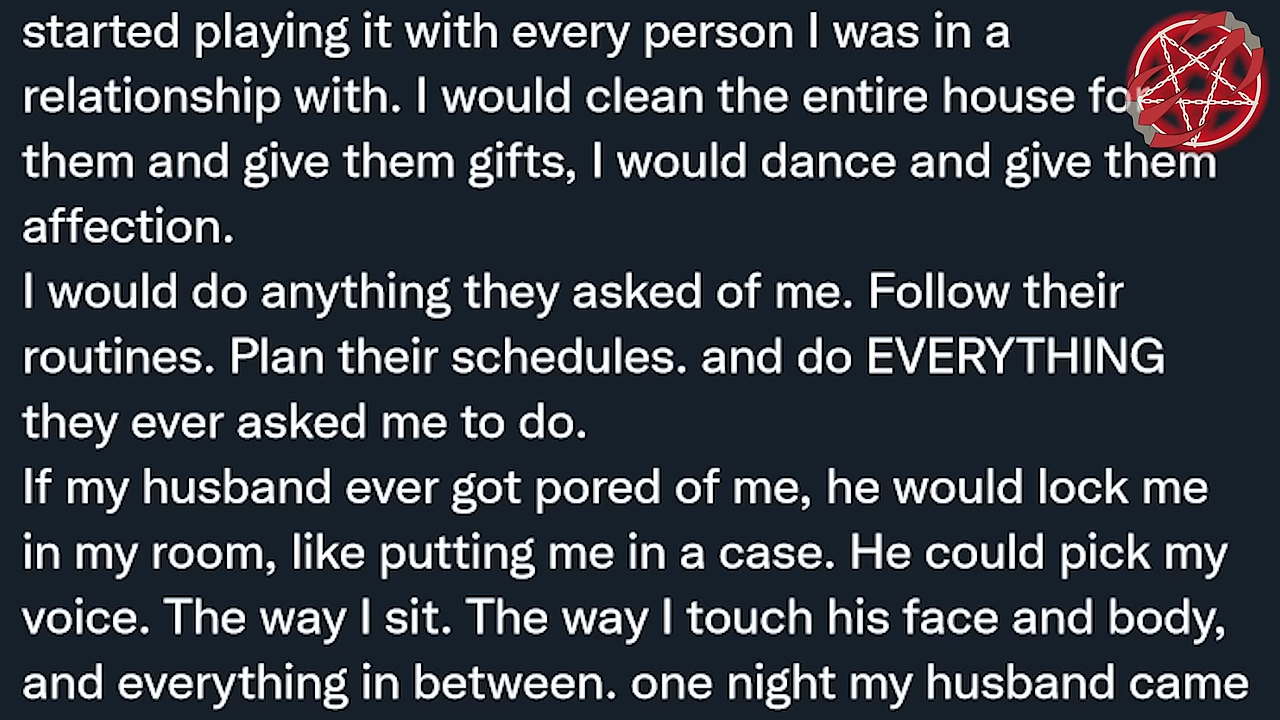 started playing it with every person I was in a
relationship with. I would clean the entire house for
them and give them gifts, I would dance and give them
affection.
I would do anything they asked of me. Follow their
routines. Plan their schedules. and do EVERYTHING
they ever asked me to do.
If my husband ever got pored of me, he would lock me
in my room, like putting me in a case. He could pick my
voice. The way I sit. The way I touch his face and body,
and everything in between. one night my husband came